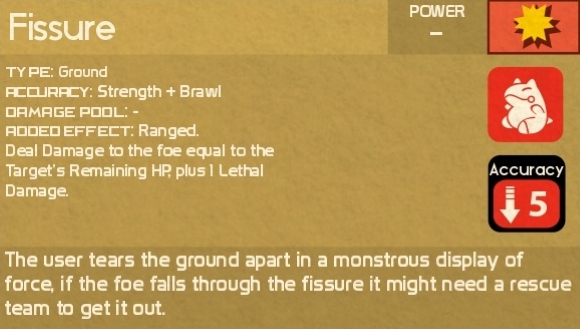 Fissure
POWER
–
TYPE: Ground
ACCURACY: Strength + Brawl
DAMAGE POOL: -
ADDED EFFECT: Ranged.
Deal Damage to the foe equal to the
Target's Remaining HP, plus 1 Lethal
Damage.
Accuracy
5
The user tears the ground apart in a monstrous display of
force, if the foe falls through the fissure it might need a rescue
team to get it out.